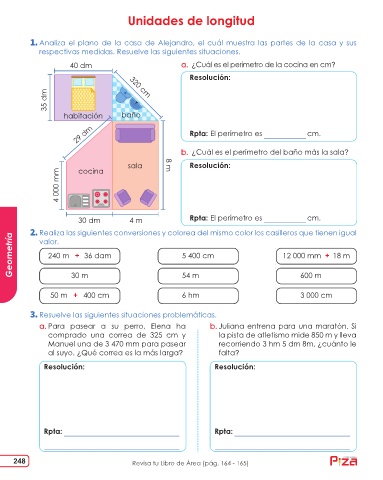 Unidades de longitud
1. Analiza el plano de la casa de Alejandro, el cuál muestra las partes de la casa y sus
respectivas medidas. Resuelve las siguientes situaciones.
40 dm
320 cm
35 dm
habitación
baño
29 dm
cocina
sala
8 m
4 000 mm
30 dm
4 m
a. ¿Cuál es el perímetro de la cocina en cm?
Resolución:
Rpta: El perímetro es __________ cm.
b. ¿Cuál es el perímetro del baño más la sala?
Resolución:
Rpta: El perímetro es __________ cm.
2. Realiza las siguientes conversiones y colorea del mismo color los casilleros que tienen igual
valor.
240 m + 36 dam
5 400 cm
12 000 mm + 18 m
30 m
54 m
600 m
50 m + 400 cm
6 hm
3 000 cm
3. Resuelve las siguientes situaciones problemáticas.
a. Para pasear a su perro, Elena ha
comprado una correa de 325 cm y
Manuel una de 3 470 mm para pasear
al suyo. ¿Qué correa es la más larga?
Resolución:
Rpta:
b. Juliana entrena para una maratón. Si
la pista de atletismo mide 850 m y lleva
recorriendo 3 hm 5 dm 8m, ¿cuánto le
falta?
Resolución:
Rpta:
Geometría
248
Revisa tu Libro de Área (pág. 164 - 165)